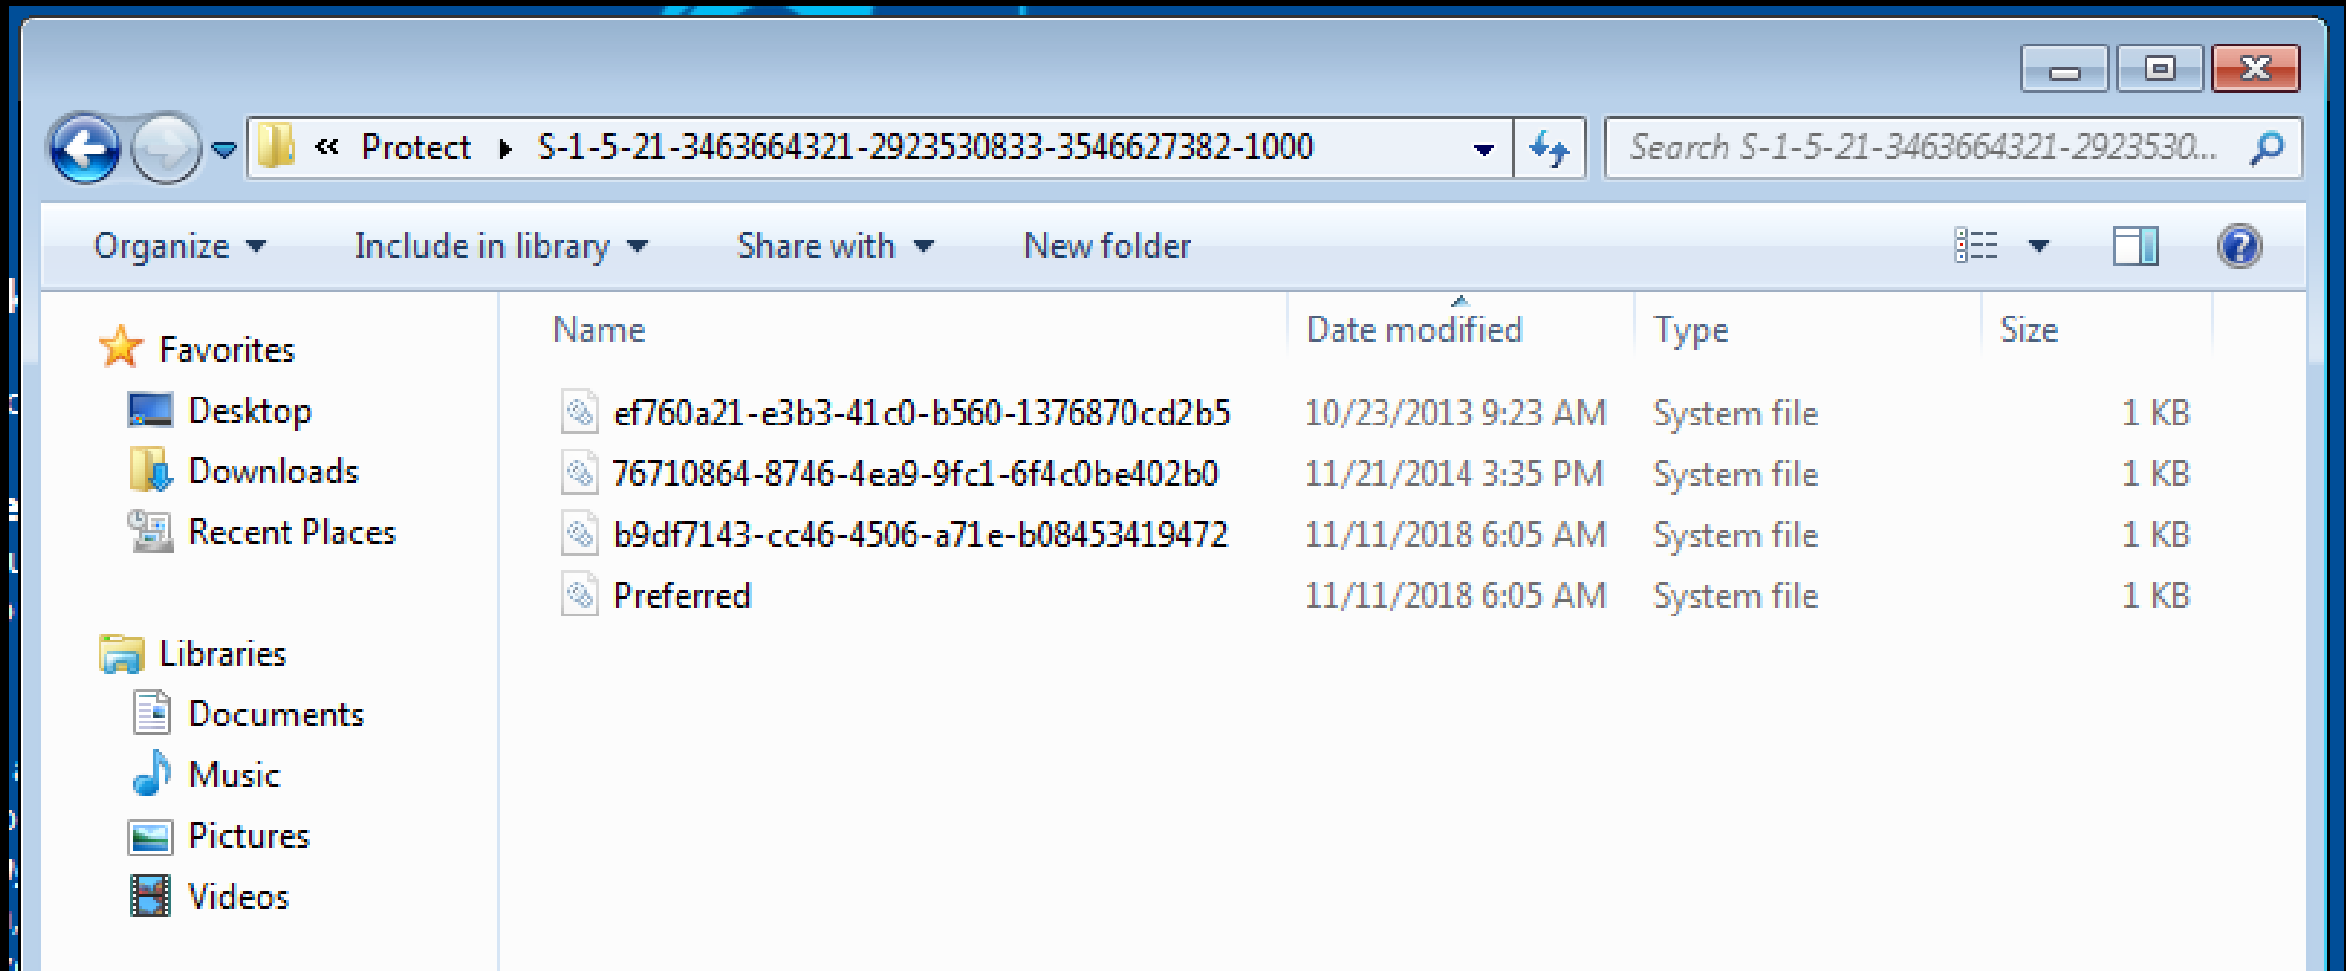 « Protect ▸ S-1-5-21-3463664321-2923530833-3546627382-1000
Search S-1-5-21-3463664321-2923530...
Organize Include in library Share with New folder
Favorites
Desktop
Downloads
Recent Places
Libraries
Documents
Music
Pictures
Videos
Name Date modified Type Size
ef760a21-e3b3-41c0-b560-1376870cd2b5 10/23/2013 9:23 AM System file 1 KB
76710864-8746-4ea9-9fc1-6f4c0be402b0 11/21/2014 3:35 PM System file 1 KB
b9df7143-cc46-4506-a71e-b08453419472 11/11/2018 6:05 AM System file 1 KB
Preferred 11/11/2018 6:05 AM System file 1 KB